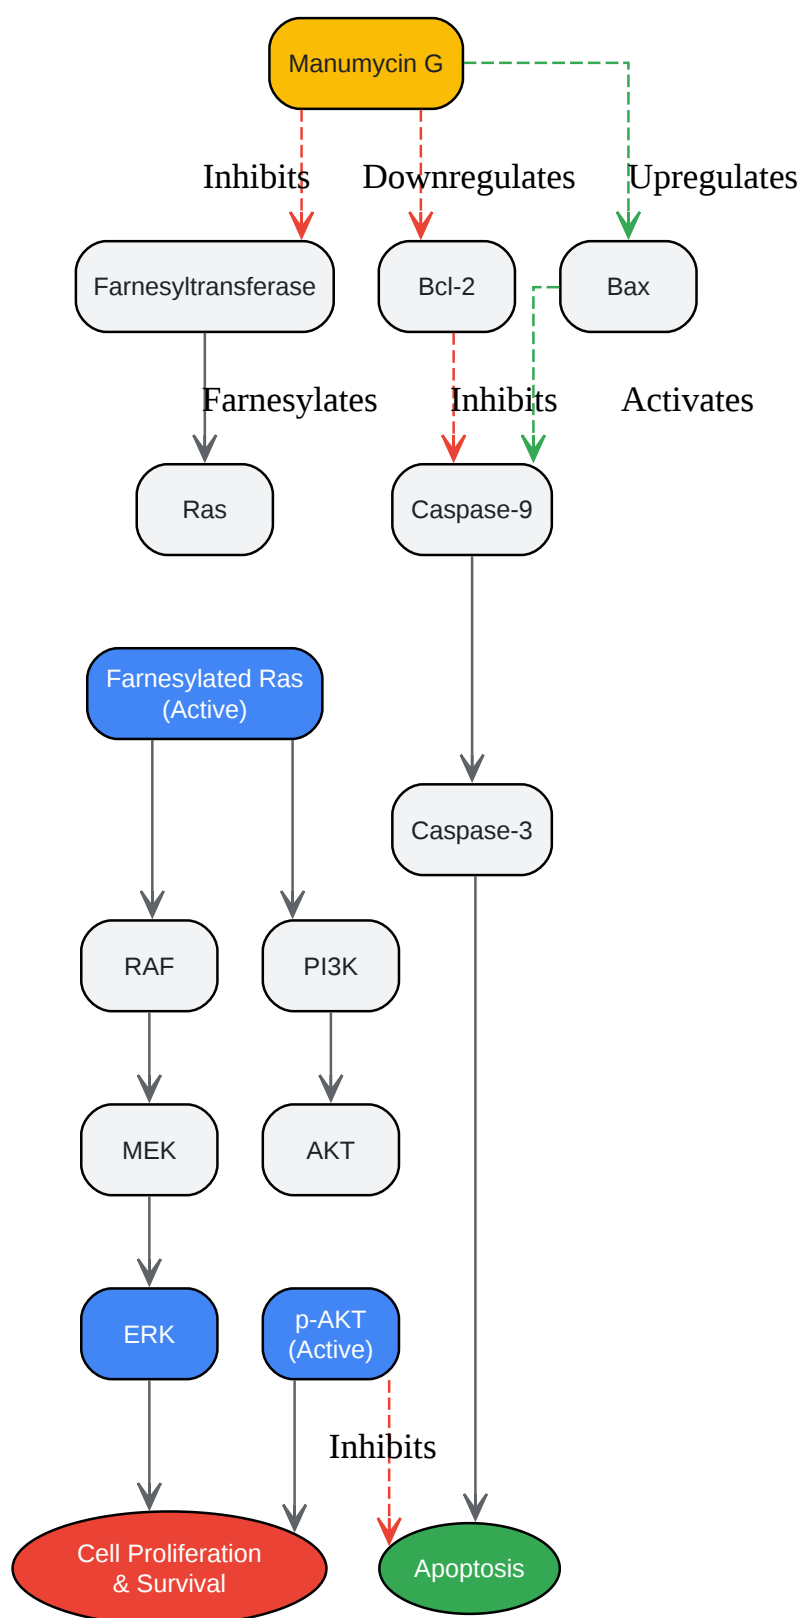 Manumycin G
Inhibits
Downregulates
Upregulates
Farnesyltransferase
Bcl-2
Bax
Farnesylates
Inhibits
Activates
Ras
Caspase-9
Farnesylated Ras
(Active)
Caspase-3
RAF
PI3K
MEK
AKT
ERK
p-AKT
(Active)
Inhibits
Cell Proliferation
& Survival
Apoptosis